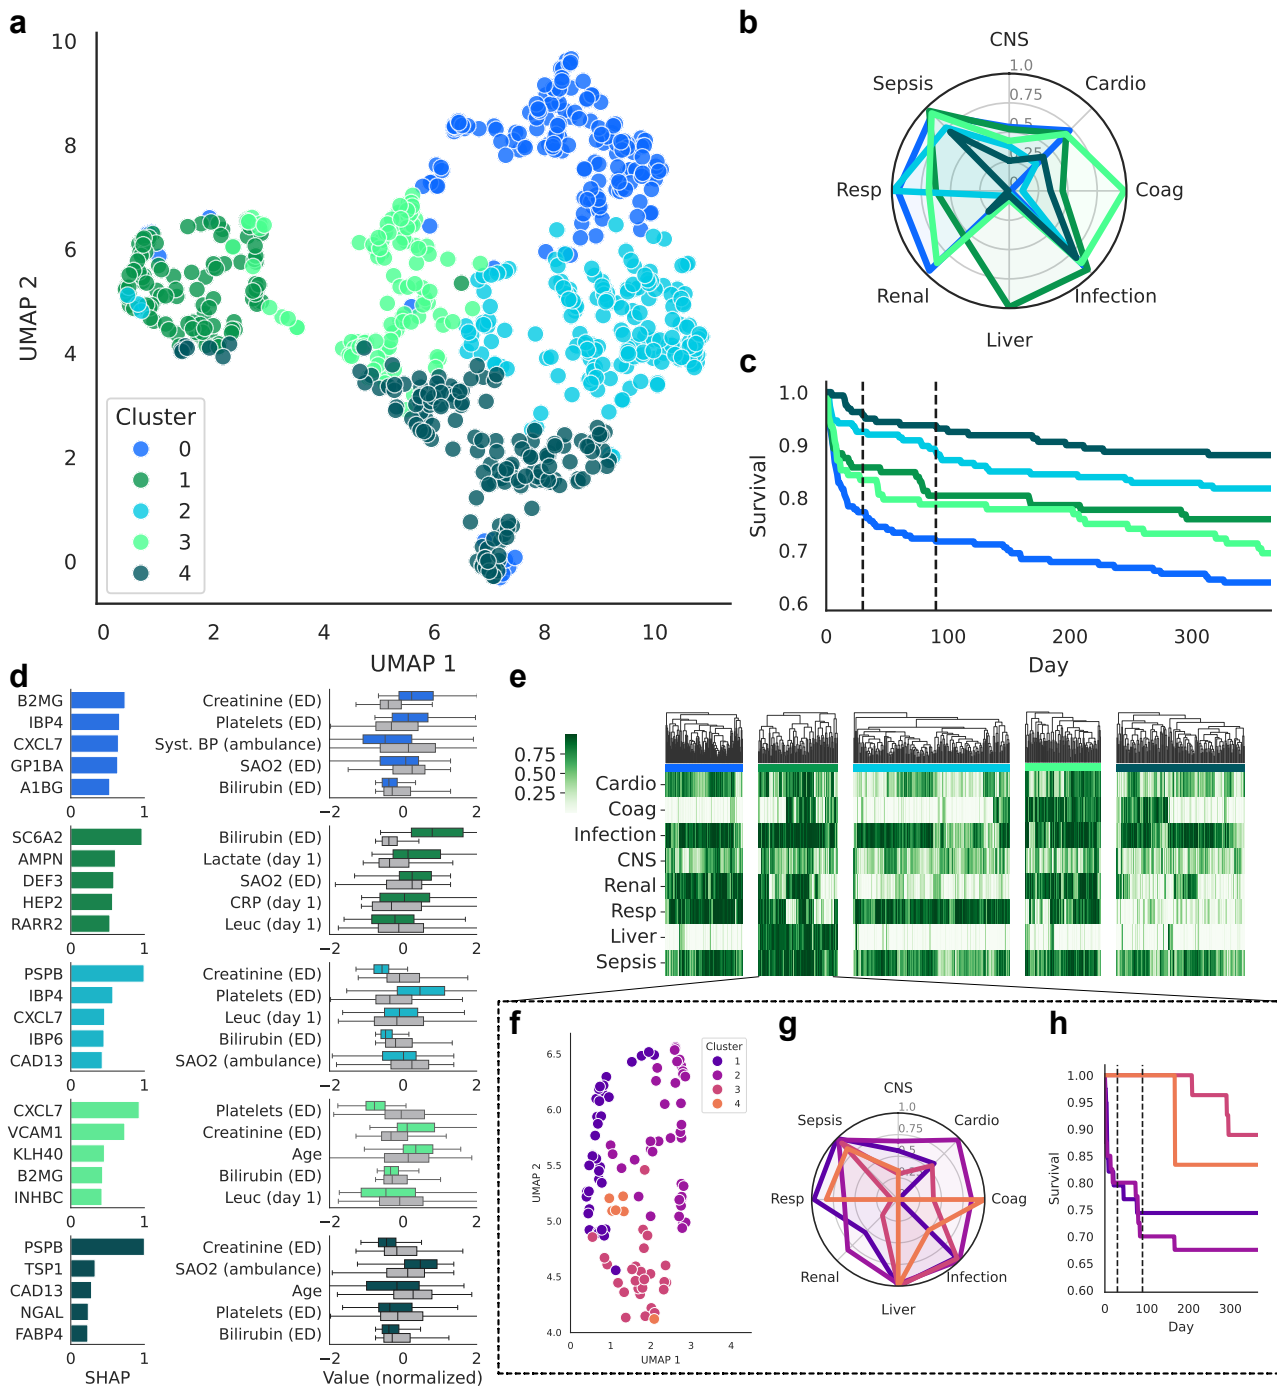 a
10
8
6
4
2
0
UMAP 2
0 2 4 6 8 10
UMAP 1
Cluster
0
1
2
3
4
b
CNS
Cardio
Coag
Infection
Liver
Renal
Resp
Sepsis
1.0
0.75
0.5
0.25
0
c
1.0
0.9
0.8
0.7
0.6
Survival
0 100 200 300
Day
d
B2MG
IBP4
CXCL7
GP1BA
A1BG
0 1
Creatinine (ED)
Platelets (ED)
Syst. BP (ambulance)
SAO2 (ED)
Bilirubin (ED)
−2 0 2
SC6A2
AMPN
DEF3
HEP2
RARR2
0 1
Bilirubin (ED)
Lactate (day 1)
SAO2 (ED)
CRP (day 1)
Leuc (day 1)
−2 0 2
PSPB
IBP4
CXCL7
IBP6
CAD13
0 1
Creatinine (ED)
Platelets (ED)
Leuc (day 1)
Bilirubin (ED)
SAO2 (ambulance)
−2 0 2
CXCL7
VCAM1
KLH40
B2MG
INHBC
0 1
Platelets (ED)
Creatinine (ED)
Age
Bilirubin (ED)
Leuc (day 1)
−2 0 2
PSPB
TSP1
CAD13
NGAL
FABP4
0 1
SHAP
Creatinine (ED)
SAO2 (ambulance)
Age
Platelets (ED)
Bilirubin (ED)
−2 0 2
Value (normalized)
e
0.75
0.50
0.25
Cardio
Coag
Infection
CNS
Renal
Resp
Liver
Sepsis
f
6.5
6.0
5.5
5.0
4.5
4.0
UMAP 2
0 1 2 3 4
UMAP 1
Cluster
1
2
3
4
g
CNS
Cardio
Coag
Infection
Liver
Renal
Resp
Sepsis
1.0
0.75
h
1.00
0.95
0.90
0.85
0.80
0.75
0.70
0.65
0.60
Survival
0 100 200 300
Day